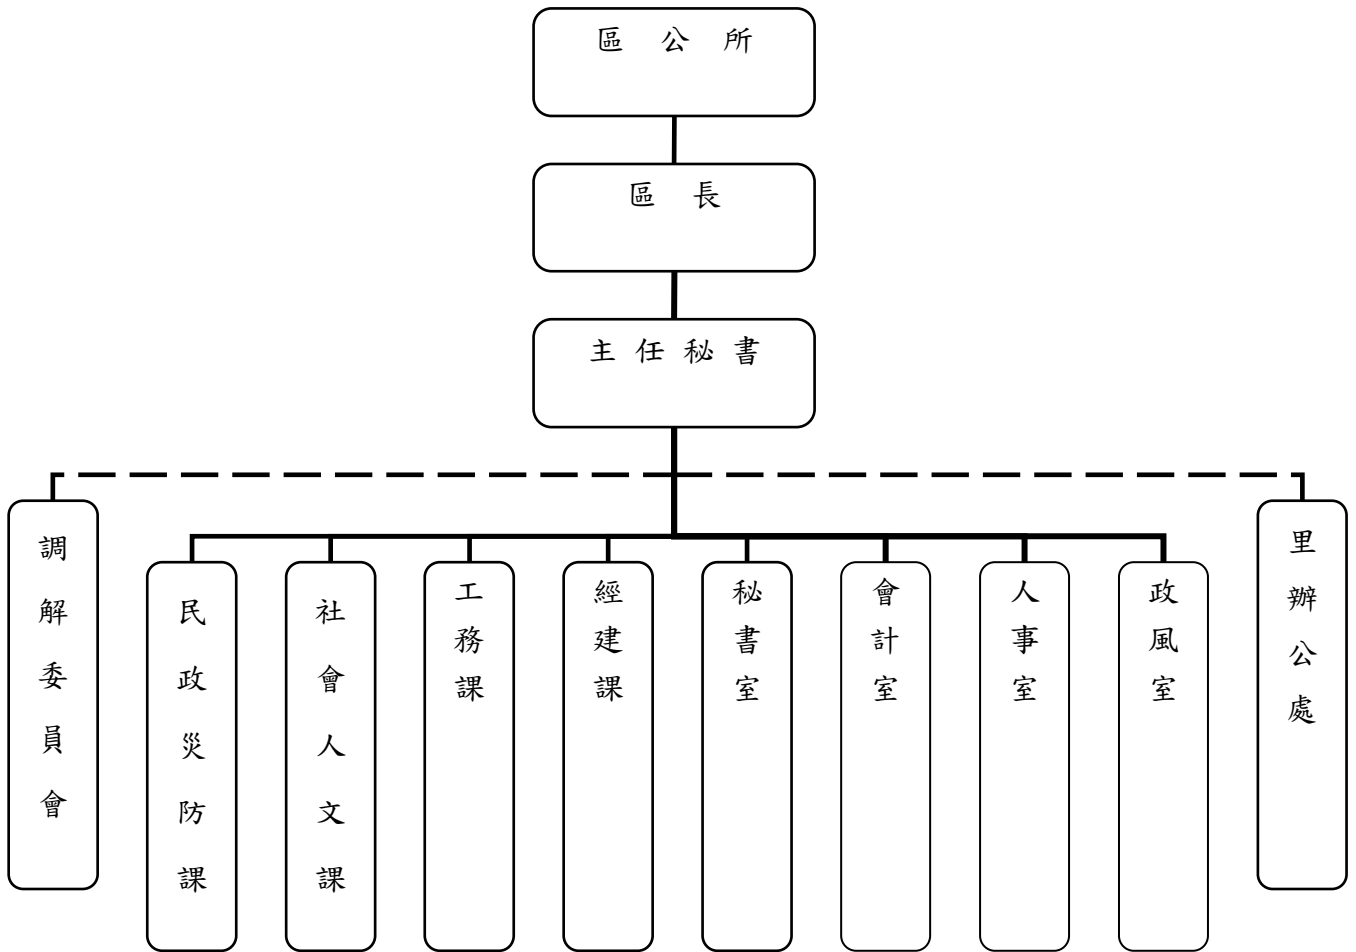 區公所
區長
主任秘書
調解委員會
民政災防課
社會人文課
工務課
經建課
秘書室
會計室
人事室
政風室
里辦公處